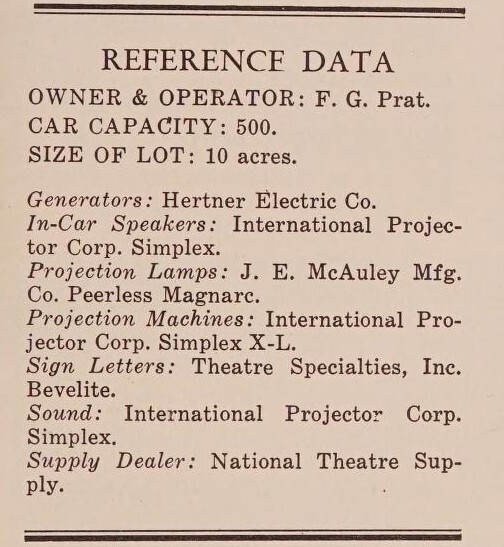 REFERENCE DATA
OWNER & OPERATOR: F. G. Prat.
CAR CAPACITY: 500.
SIZE OF LOT: 10 acres.
Generators: Hertner Electric Co.
In-Car Speakers: International Projec-
tor Corp. Simplex.
Projection Lamps: J. E. McAuley Mfg.
Co. Peerless Magnarc.
Projection Machines: International Pro-
jector Corp. Simplex X-L.
Sign Letters: Theatre Specialties, Inc.
Bevelite.
Sound: International Projector Corp.
Simplex.
Supply Dealer: National Theatre Sup-
ply.